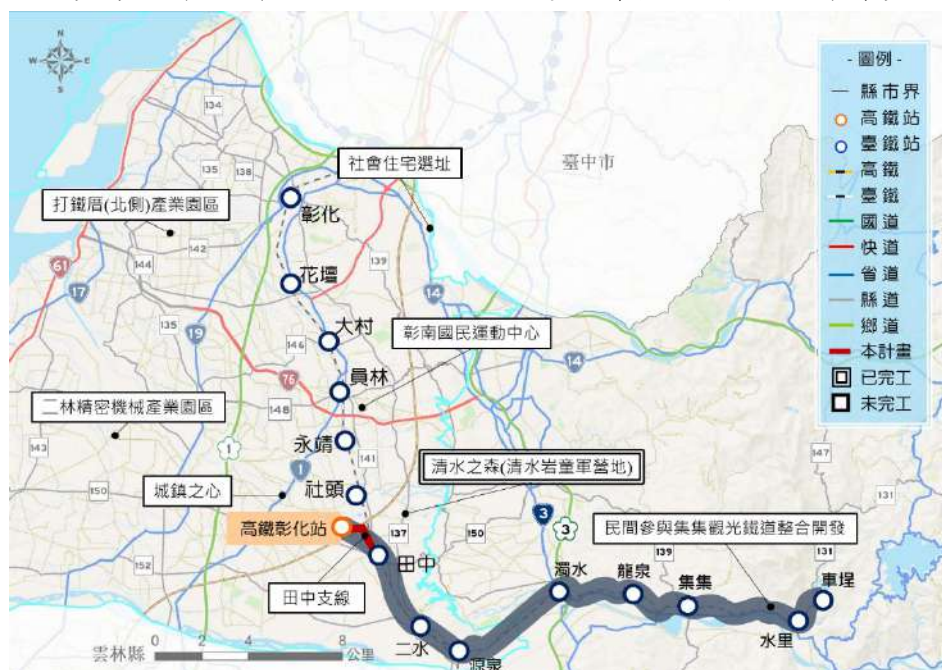 - 圖例 -
縣市界
高鐵站
臺鐵站
高鐵
臺鐵
國道
快道
省道
縣道
鄉道
本計畫
已完工
未完工
N
W
E
S
臺中市
社會住宅選址
打鐵厝(北側)產業園區
彰化
花壇
大村
彰南國民運動中心
員林
二林精密機械產業園區
永靖
清水之森(清水岩童軍營地)
城鎮之心
社頭
高鐵彰化站
民間參與集集觀光鐵道整合開發
田中
田中支線
濁水
龍泉
集集
車埕
水里
二水
源泉
雲林縣
0 2 4 8
公里
134
135
138
142
144
139
61
17
14
135
19
146
14
76
148
143
1
141
147
150
1
131
3
3
137
150
139
131
152